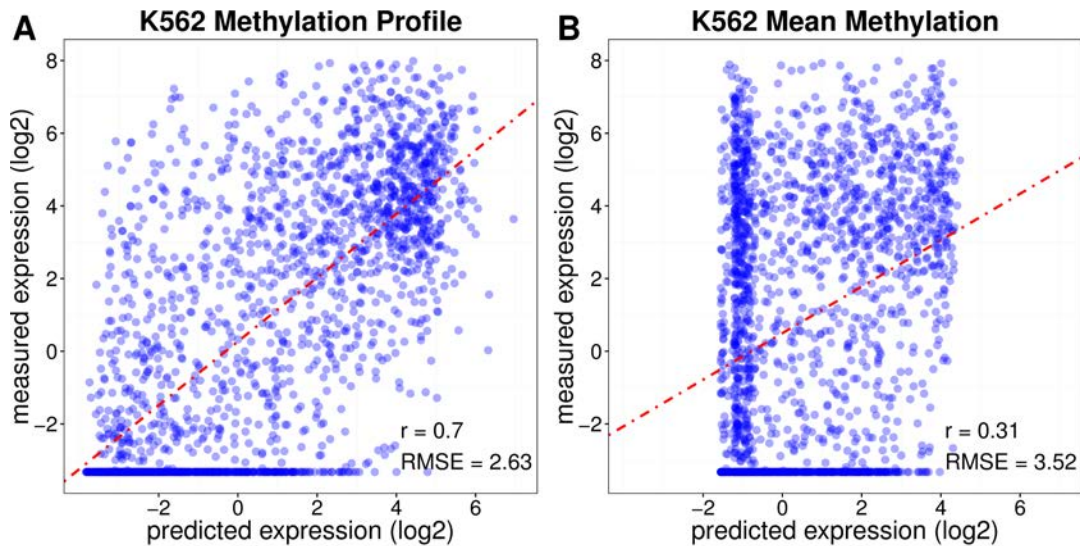 A
K562 Methylation Profile
measured expression (log2)
8
6
4
2
0
−2
r = 0.7
RMSE = 2.63
−2
0
2
4
6
predicted expression (log2)
B
K562 Mean Methylation
measured expression (log2)
8
6
4
2
0
−2
r = 0.31
RMSE = 3.52
−2
0
2
4
6
predicted expression (log2)